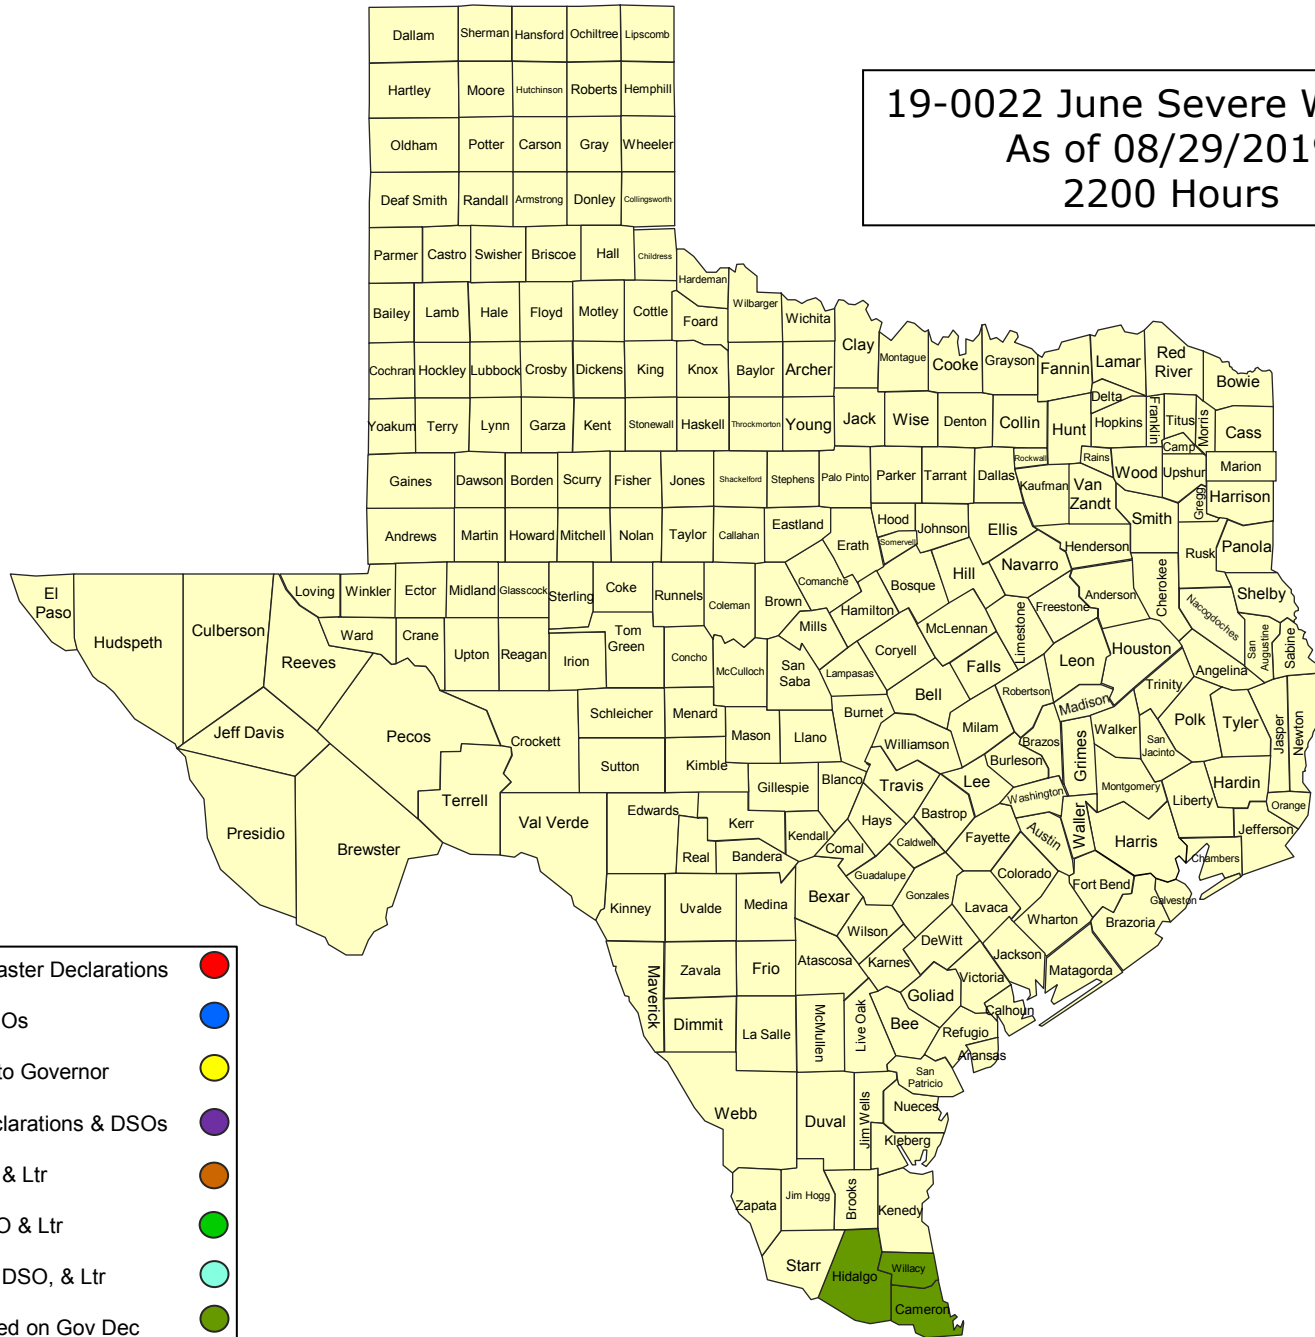 Dallam Sherman Hansford Ochiltree Lipscomb
Hartley Moore Hutchinson Roberts Hemphill
19-0022 June Severe
As of 08/29/201
2200 Hours
Oldham Potter Carson Gray Wheeler
Deaf Smith Randall Armstrong Donley Collingsworth
Parmer Castro Swisher Briscoe Hall Childress
Hardeman
Bailey Lamb Hale Floyd Motley Cottle Foard Wilbarger Wichita
Clay Montague Cooke Grayson Fannin Lamar Red River Bowie
Cochran Hockley Lubbock Crosby Dickens King Knox Baylor Archer
Delta
Yoakum Terry Lynn Garza Kent Stonewall Haskell Throckmorton Young Jack Wise Denton Collin Hunt Hopkins Franklin Titus Morris Cass
Camp
Gaines Dawson Borden Scurry Fisher Jones Shackelford Stephens Palo Pinto Parker Tarrant Dallas Rockwall Kaufman Rains Van Zandt Wood Upshur Marion
Gregg Harrison
Andrews Martin Howard Mitchell Nolan Taylor Callahan Eastland Erath Hood Somervell Johnson Ellis Henderson Smith Rusk Panola
El Paso Hudspeth Culberson Loving Winkler Ector Midland Glasscock Sterling Coke Runnels Coleman Brown Comanche Hamilton Bosque Hill Navarro Freestone Anderson Cherokee Nacogdoches Shelby
Reeves Ward Crane Upton Reagan Irion Tom Green Concho McCulloch San Saba Mills Lampasas Coryell McLennan Limestone Falls Leon Houston Angelina San Augustine Sabine
Jeff Davis Pecos Crockett Schleicher Menard Mason Llano Burnet Bell Milam Robertson Madison Trinity Polk Tyler Jasper Newton
Sutton Kimble Gillespie Blanco Williamson Burleson Brazos Grimes Walker San Jacinto
Presidio Brewster Terrell Val Verde Edwards Kerr Kendall Travis Lee Washington Montgomery Liberty Hardin Orange
Real Bandera Comal Hays Caldwell Bastrop Fayette Austin Waller Harris Chambers Jefferson
Kinney Uvalde Medina Bexar Guadalupe Gonzales Lavaca Colorado Fort Bend Galveston
Wilson Wharton Brazoria
Maverick Zavala Frio Atascosa Karnes DeWitt Jackson Matagorda
Dimmit La Salle McMullen Live Oak Bee Goliad Victoria Calhoun Refugio
Aransas
San Patricio
Webb Duval Jim Wells Nueces
Kleberg
Zapata Jim Hogg Brooks Kenedy
Starr Hidalgo Willacy
Cameron
aster Declarations
Os
to Governor
clarations & DSOs
& Ltr
O & Ltr
DSO, & Ltr
ed on Gov Dec